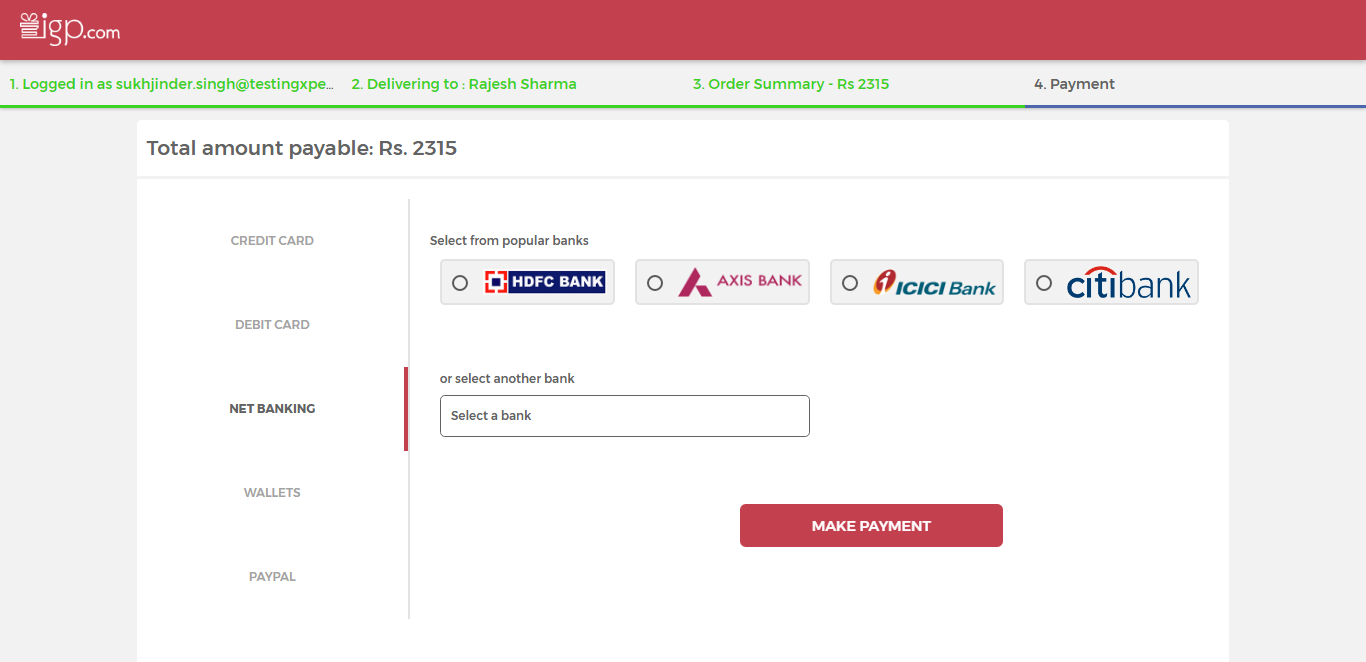 igp.com
1. Logged in as sukhjinder.singh@testingxpe...
2. Delivering to : Rajesh Sharma
3. Order Summary - Rs 2315
4. Payment
Total amount payable: Rs. 2315
CREDIT CARD
DEBIT CARD
NET BANKING
WALLETS
PAYPAL
Select from popular banks
HDFC BANK
AXIS BANK
ICICI Bank
citibank
or select another bank
Select a bank
MAKE PAYMENT